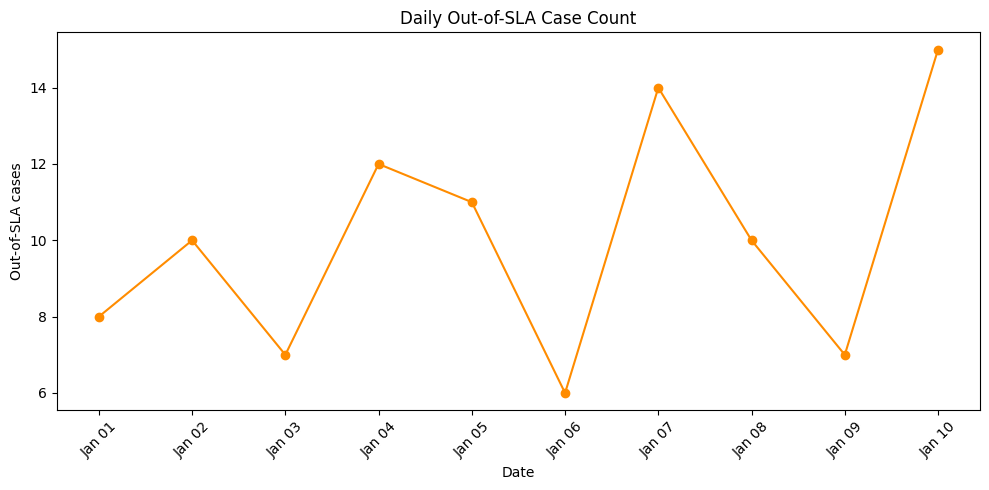 Daily Out-of-SLA Case Count
Out-of-SLA cases
14
12
10
8
6
Jan 01
Jan 02
Jan 03
Jan 04
Jan 05
Jan 06
Jan 07
Jan 08
Jan 09
Jan 10
Date